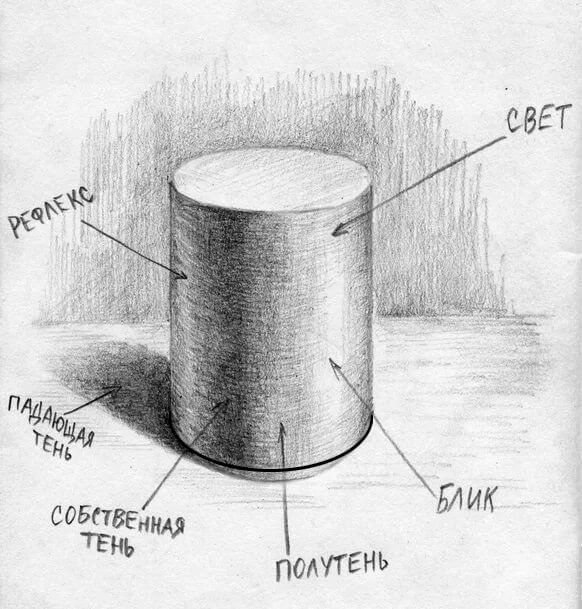 СВЕТ
РЕФЛЕКС
ПАДАЮЩАЯ
ТЕНЬ
СОБСТВЕННАЯ
ТЕНЬ
ПОЛУТЕНЬ
БЛИК